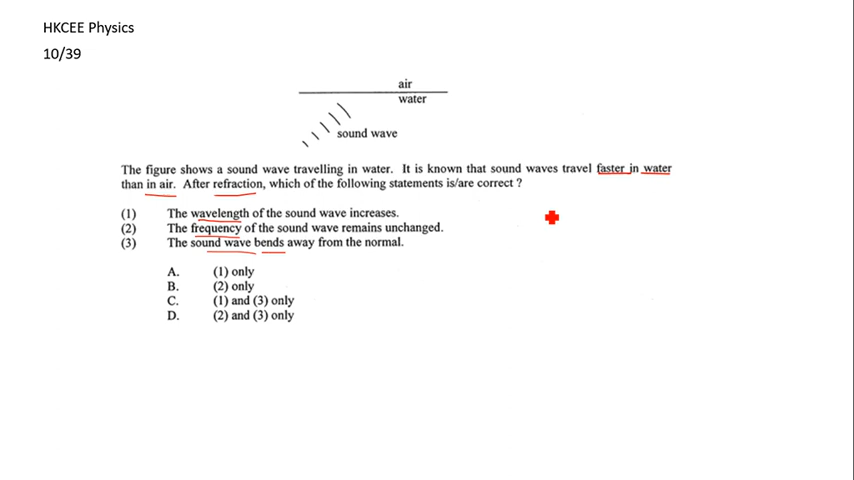 HKCEE Physics
10/39
air
water
sound wave
The figure shows a sound wave travelling in water. It is known that sound waves travel faster in water
than in air. After refraction, which of the following statements is/are correct ?
(1) The wavelength of the sound wave increases.
(2) The frequency of the sound wave remains unchanged.
(3) The sound wave bends away from the normal.
A. (1) only
B. (2) only
C. (1) and (3) only
D. (2) and (3) only